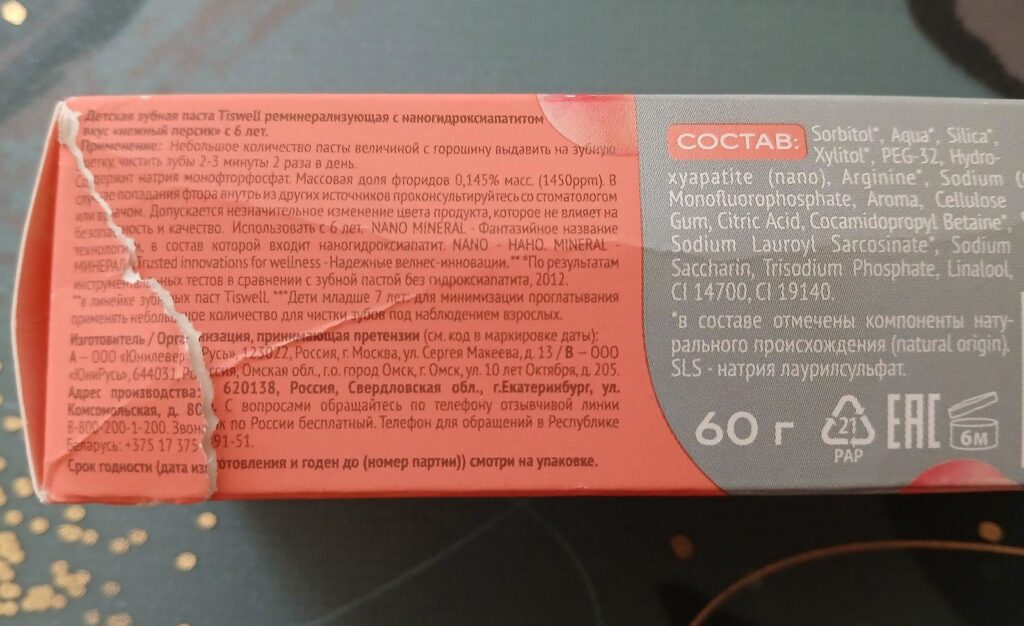 Детская зубная паста Tiswell реминерализующая с наногидроксиапатитом
вкус «нежный персик» с 6 лет.
Применение: Небольшое количество пасты величиной с горошину выдавить на зубную
щетку, чистить зубы 2-3 минуты 2 раза в день.
Содержит натрия монофторфосфат. Массовая доля фторидов 0,145% масс. (1450ppm). В
случае попадания фтора внутрь из других источников проконсультируйтесь со стоматологом
или врачом. Допускается незначительное изменение цвета продукта, которое не влияет на
безопасность и качество. Использовать с 6 лет. NANO MINERAL - Фантазийное название
технологии, в состав которой входит наногидроксиапатит. NANO - НАНО. MINERAL -
МИНЕРАЛ. Trusted innovations for wellness - Надежные велнес-инновации.** °По результатам
инструментальных тестов в сравнении с зубной пастой без гидроксиапатита, 2012.
**в линейке зубных паст Tiswell. ***Дети младше 7 лет: для минимизации проглатывания
применять небольшое количество для чистки зубов под наблюдением взрослых.
Изготовитель / Организация, принимающая претензии (см. код в маркировке даты):
А – ООО «Юнилевер Русь», 123022, Россия, г. Москва, ул. Сергея Макеева, д. 13 / В – ООО
«ЮниРусь», 644031, Россия, Омская обл., г.о. город Омск, г. Омск, ул. 10 лет Октября, д. 205.
Адрес производства: 620138, Россия, Свердловская обл., г.Екатеринбург, ул.
Комсомольская, д. 80. С вопросами обращайтесь по телефону отзывчивой линии
8-800-200-1-200. Звонок по России бесплатный. Телефон для обращений в Республике
Беларусь: +375 17 375 91-51.
Срок годности (дата изготовления и годен до (номер партии)) смотри на упаковке.
СОСТАВ: Sorbitol*, Aqua*, Silica*,
Xylitol*, PEG-32, Hydro-
xyapatite (nano), Arginine*, Sodium
Monofluorophosphate, Aroma, Cellulose
Gum, Citric Acid, Cocamidopropyl Betaine*,
Sodium Lauroyl Sarcosinate*, Sodium
Saccharin, Trisodium Phosphate, Linalool,
CI 14700, CI 19140.
*в составе отмечены компоненты нату-
рального происхождения (natural origin).
SLS - натрия лаурилсульфат.
60 г
21
PAP
EAC
6м